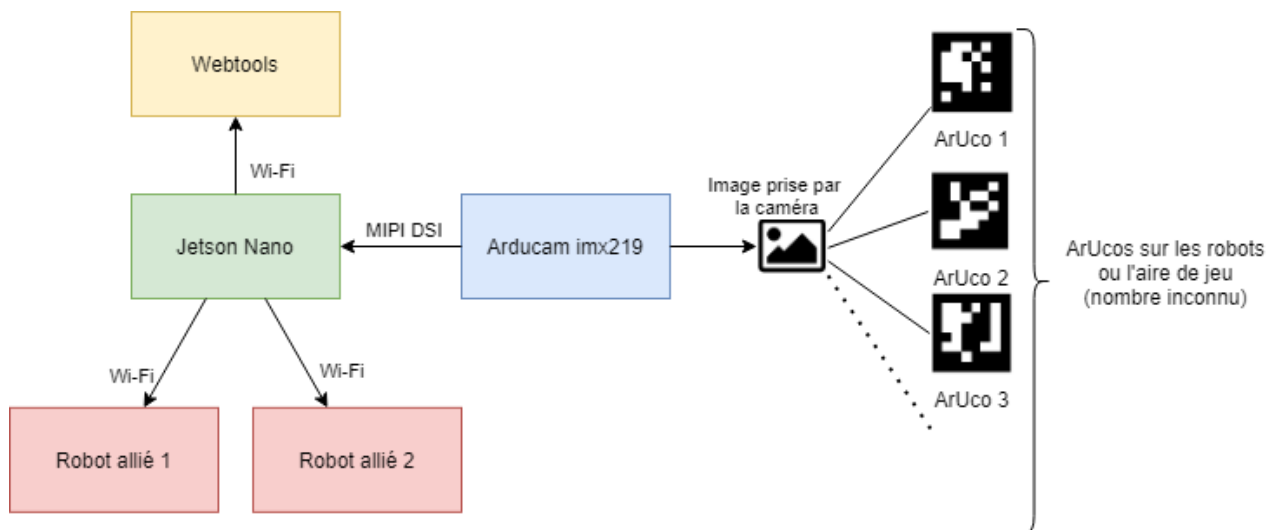 Webtools
Wi-Fi
Jetson Nano
MIPI DSI
Arducam imx219
Wi-Fi
Wi-Fi
Robot allié 1
Robot allié 2
Image prise par
la caméra
ArUco 1
ArUco 2
ArUco 3
ArUcos sur les robots
ou l'aire de jeu
(nombre inconnu)